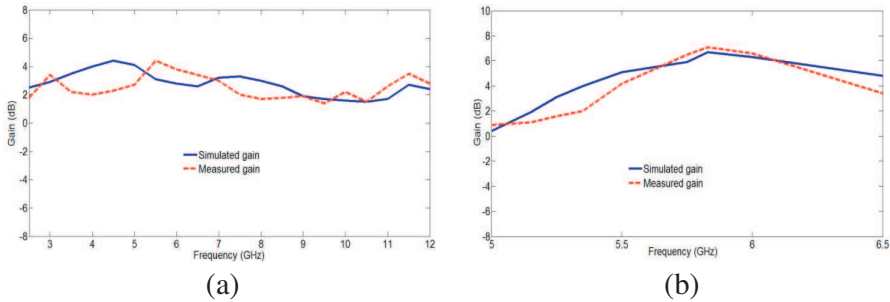 8
6
4
2
0
-2
-4
-6
-8
Gain (dB)
Simulated gain
Measured gain
3 4 5 6 7 8 9 10 11 12
Frequency (GHz)
(a)
10
8
6
4
2
0
-2
-4
-6
-8
Gain (dB)
Simulated gain
Measured gain
5 5.5 6 6.5
Frequency (GHz)
(b)